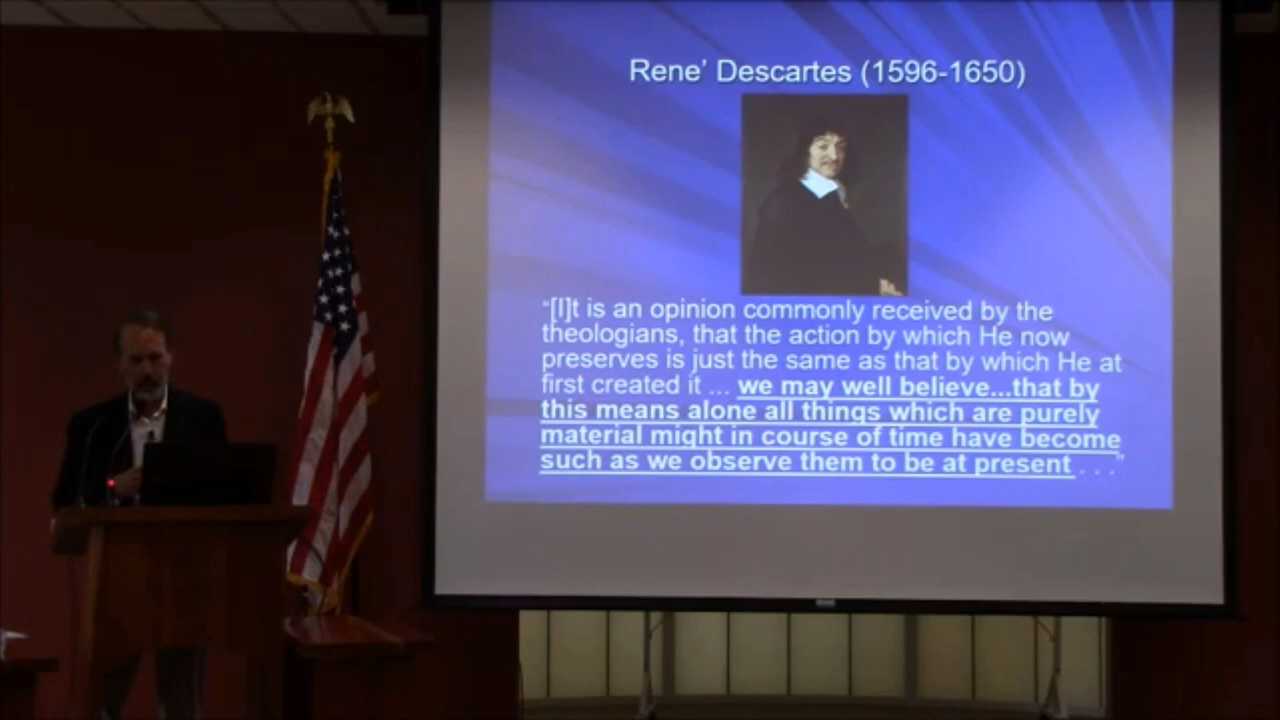 Rene’ Descartes (1596-1650)
“[I]t is an opinion commonly received by the
theologians, that the action by which He now
preserves is just the same as that by which He at
first created it ... we may well believe...that by
this means alone all things which are purely
material might in course of time have become
such as we observe them to be at present . . .”